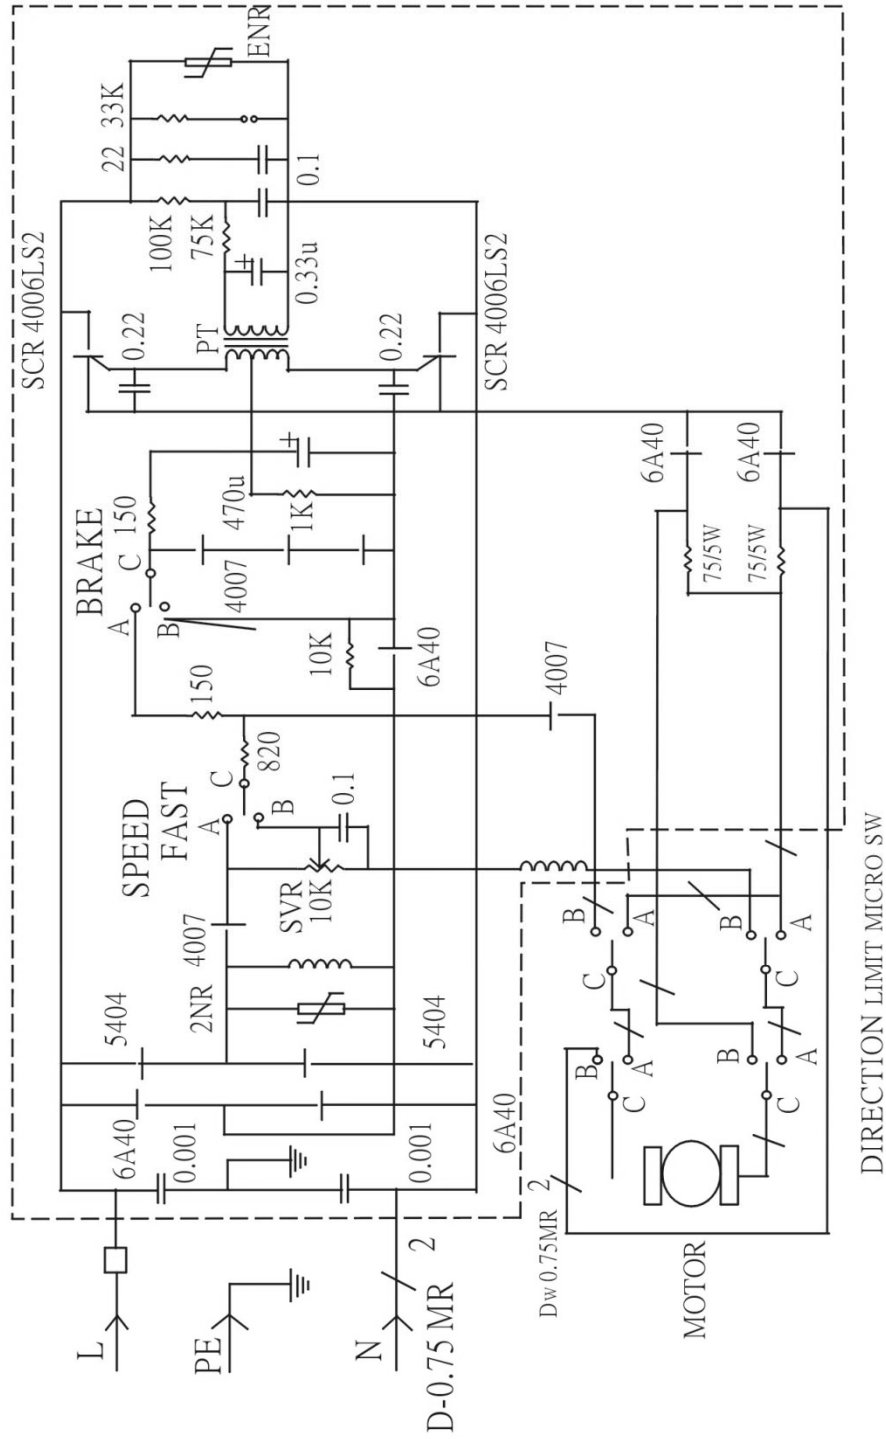 L
PE
N
D-0.75 MR
2
6A40
0.001
0.001
6A40
5404
5404
2NR
4007
SPEED
FAST
A
C
B
SVR
10K
0.1
820
150
BRAKE
A
C
B
150
4007
10K
6A40
470u
1K
4007
SCR 4006LS2
0.22
PT
0.22
SCR 4006LS2
100K
75K
0.33u
22
33K
0.1
ENR
6A40
6A40
75/5W
75/5W
Dw 0.75MR
2
MOTOR
B
A
C
B
A
C
B
A
C
B
A
C
DIRECTION LIMIT MICRO SW